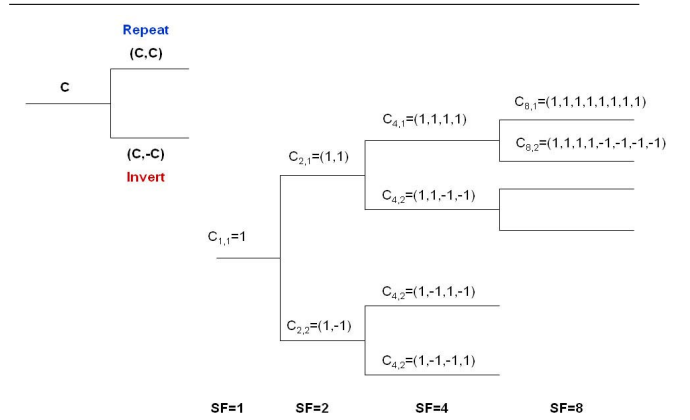 Repeat
(C,C)
C
(C,-C)
Invert
C8,1=(1,1,1,1,1,1,1,1)
C4,1=(1,1,1,1)
C8,2=(1,1,1,1,-1,-1,-1,-1)
C2,1=(1,1)
C4,2=(1,1,-1,-1)
C1,1=1
C4,2=(1,-1,1,-1)
C2,2=(1,-1)
C4,2=(1,-1,-1,1)
SF=1 SF=2 SF=4 SF=8